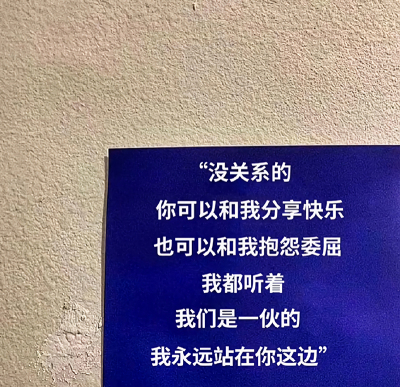 “没关系的
你可以和我分享快乐
也可以和我抱怨委屈
我都听着
我们是一伙的
我永远站在你这边”